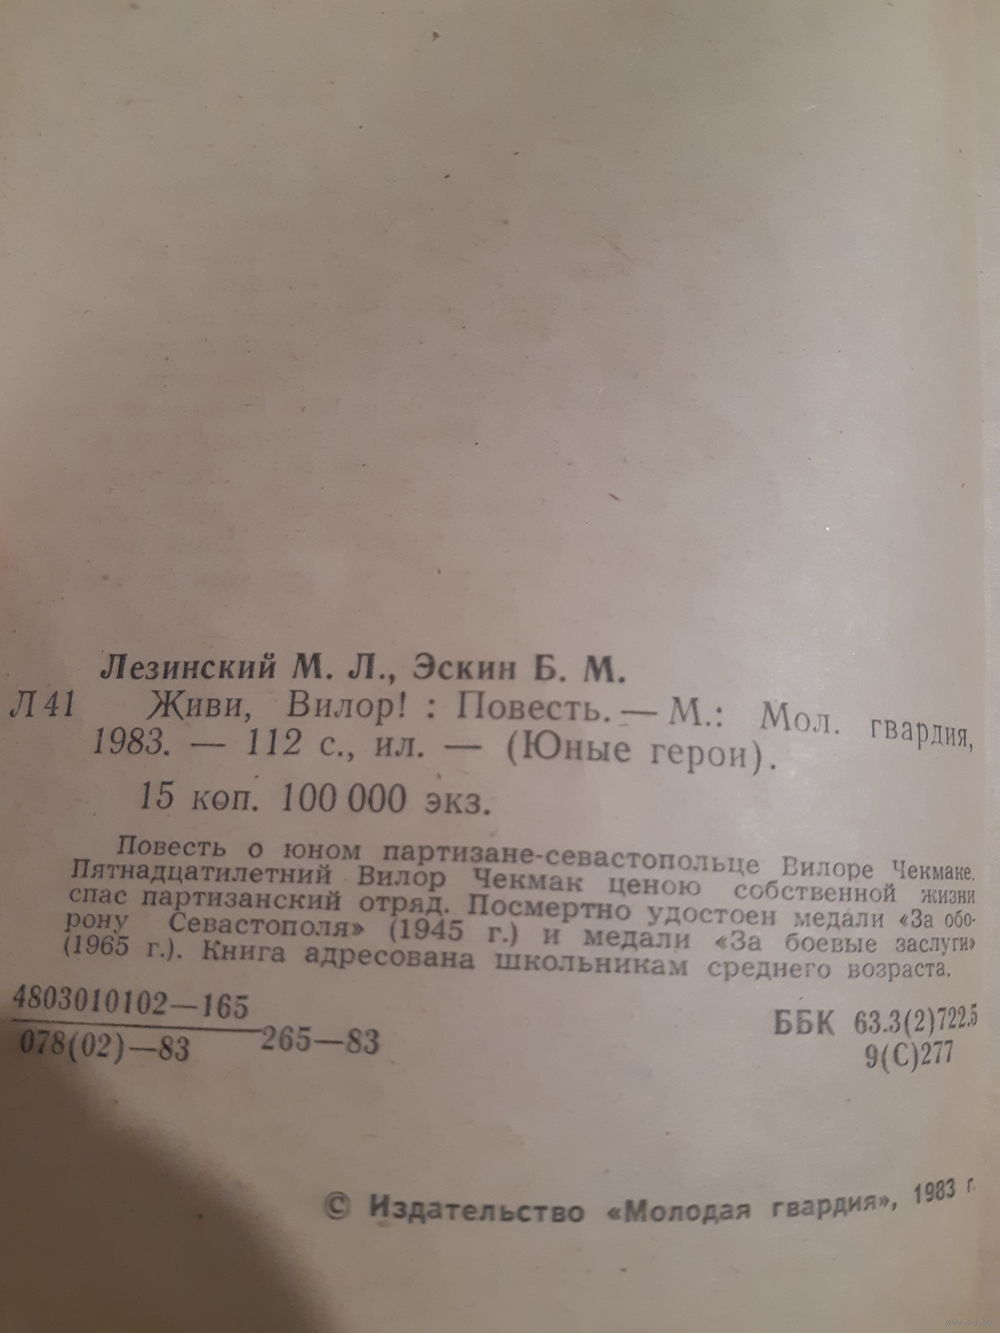 Лезинский М. Л., Эскин Б. М.
Л 41 Живи, Вилор! : Повесть. — М.: Мол. гвардия,
1983. — 112 с., ил. — (Юные герои).
15 коп. 100 000 экз.
Повесть о юном партизане-севастопольце Вилоре Чекмаке.
Пятнадцатилетний Вилор Чекмак ценою собственной жизни
спас партизанский отряд. Посмертно удостоен медали «За обо-
рону Севастополя» (1945 г.) и медали «За боевые заслуги»
(1965 г.). Книга адресована школьникам среднего возраста.
4803010102—165
078(02)—83 265—83
ББК 63.3(2)722.5
9(С)277
© Издательство «Молодая гвардия», 1983 г.